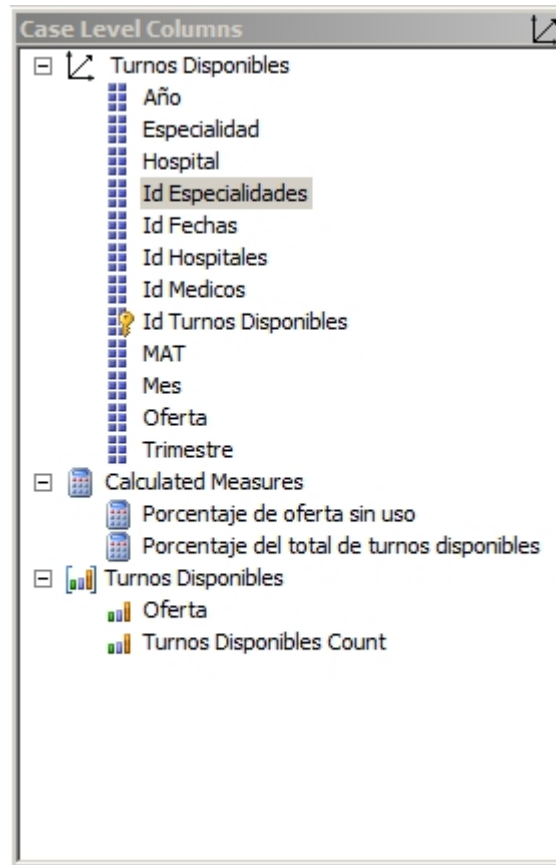 Case Level Columns
Turnos Disponibles
Año
Especialidad
Hospital
Id Especialidades
Id Fechas
Id Hospitales
Id Medicos
Id Turnos Disponibles
MAT
Mes
Oferta
Trimestre
Calculated Measures
Porcentaje de oferta sin uso
Porcentaje del total de turnos disponibles
Turnos Disponibles
Oferta
Turnos Disponibles Count